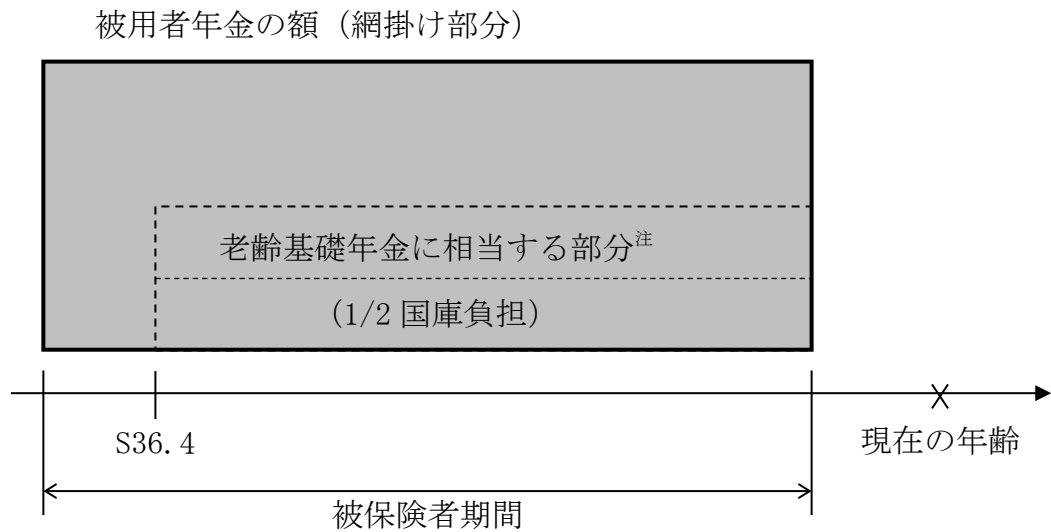 被用者年金の額（網掛け部分）
老齢基礎年金に相当する部分注
（1/2 国庫負担）
S36.4
現在の年齢
被保険者期間